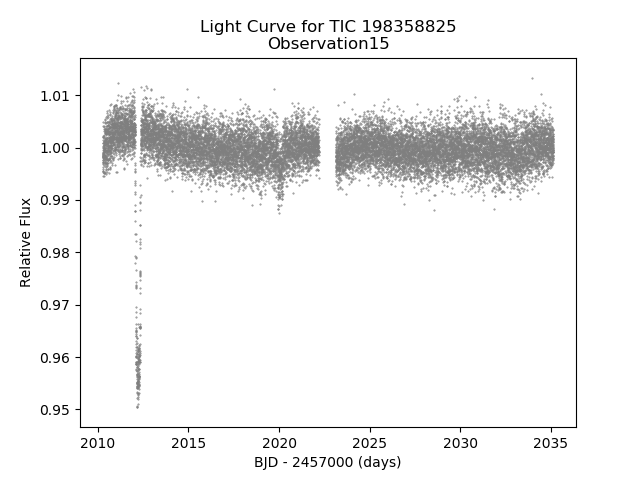 Light Curve for TIC 198358825
Observation15
1.01
1.00
0.99
0.98
0.97
0.96
0.95
Relative Flux
2010 2015 2020 2025 2030 2035
BJD - 2457000 (days)